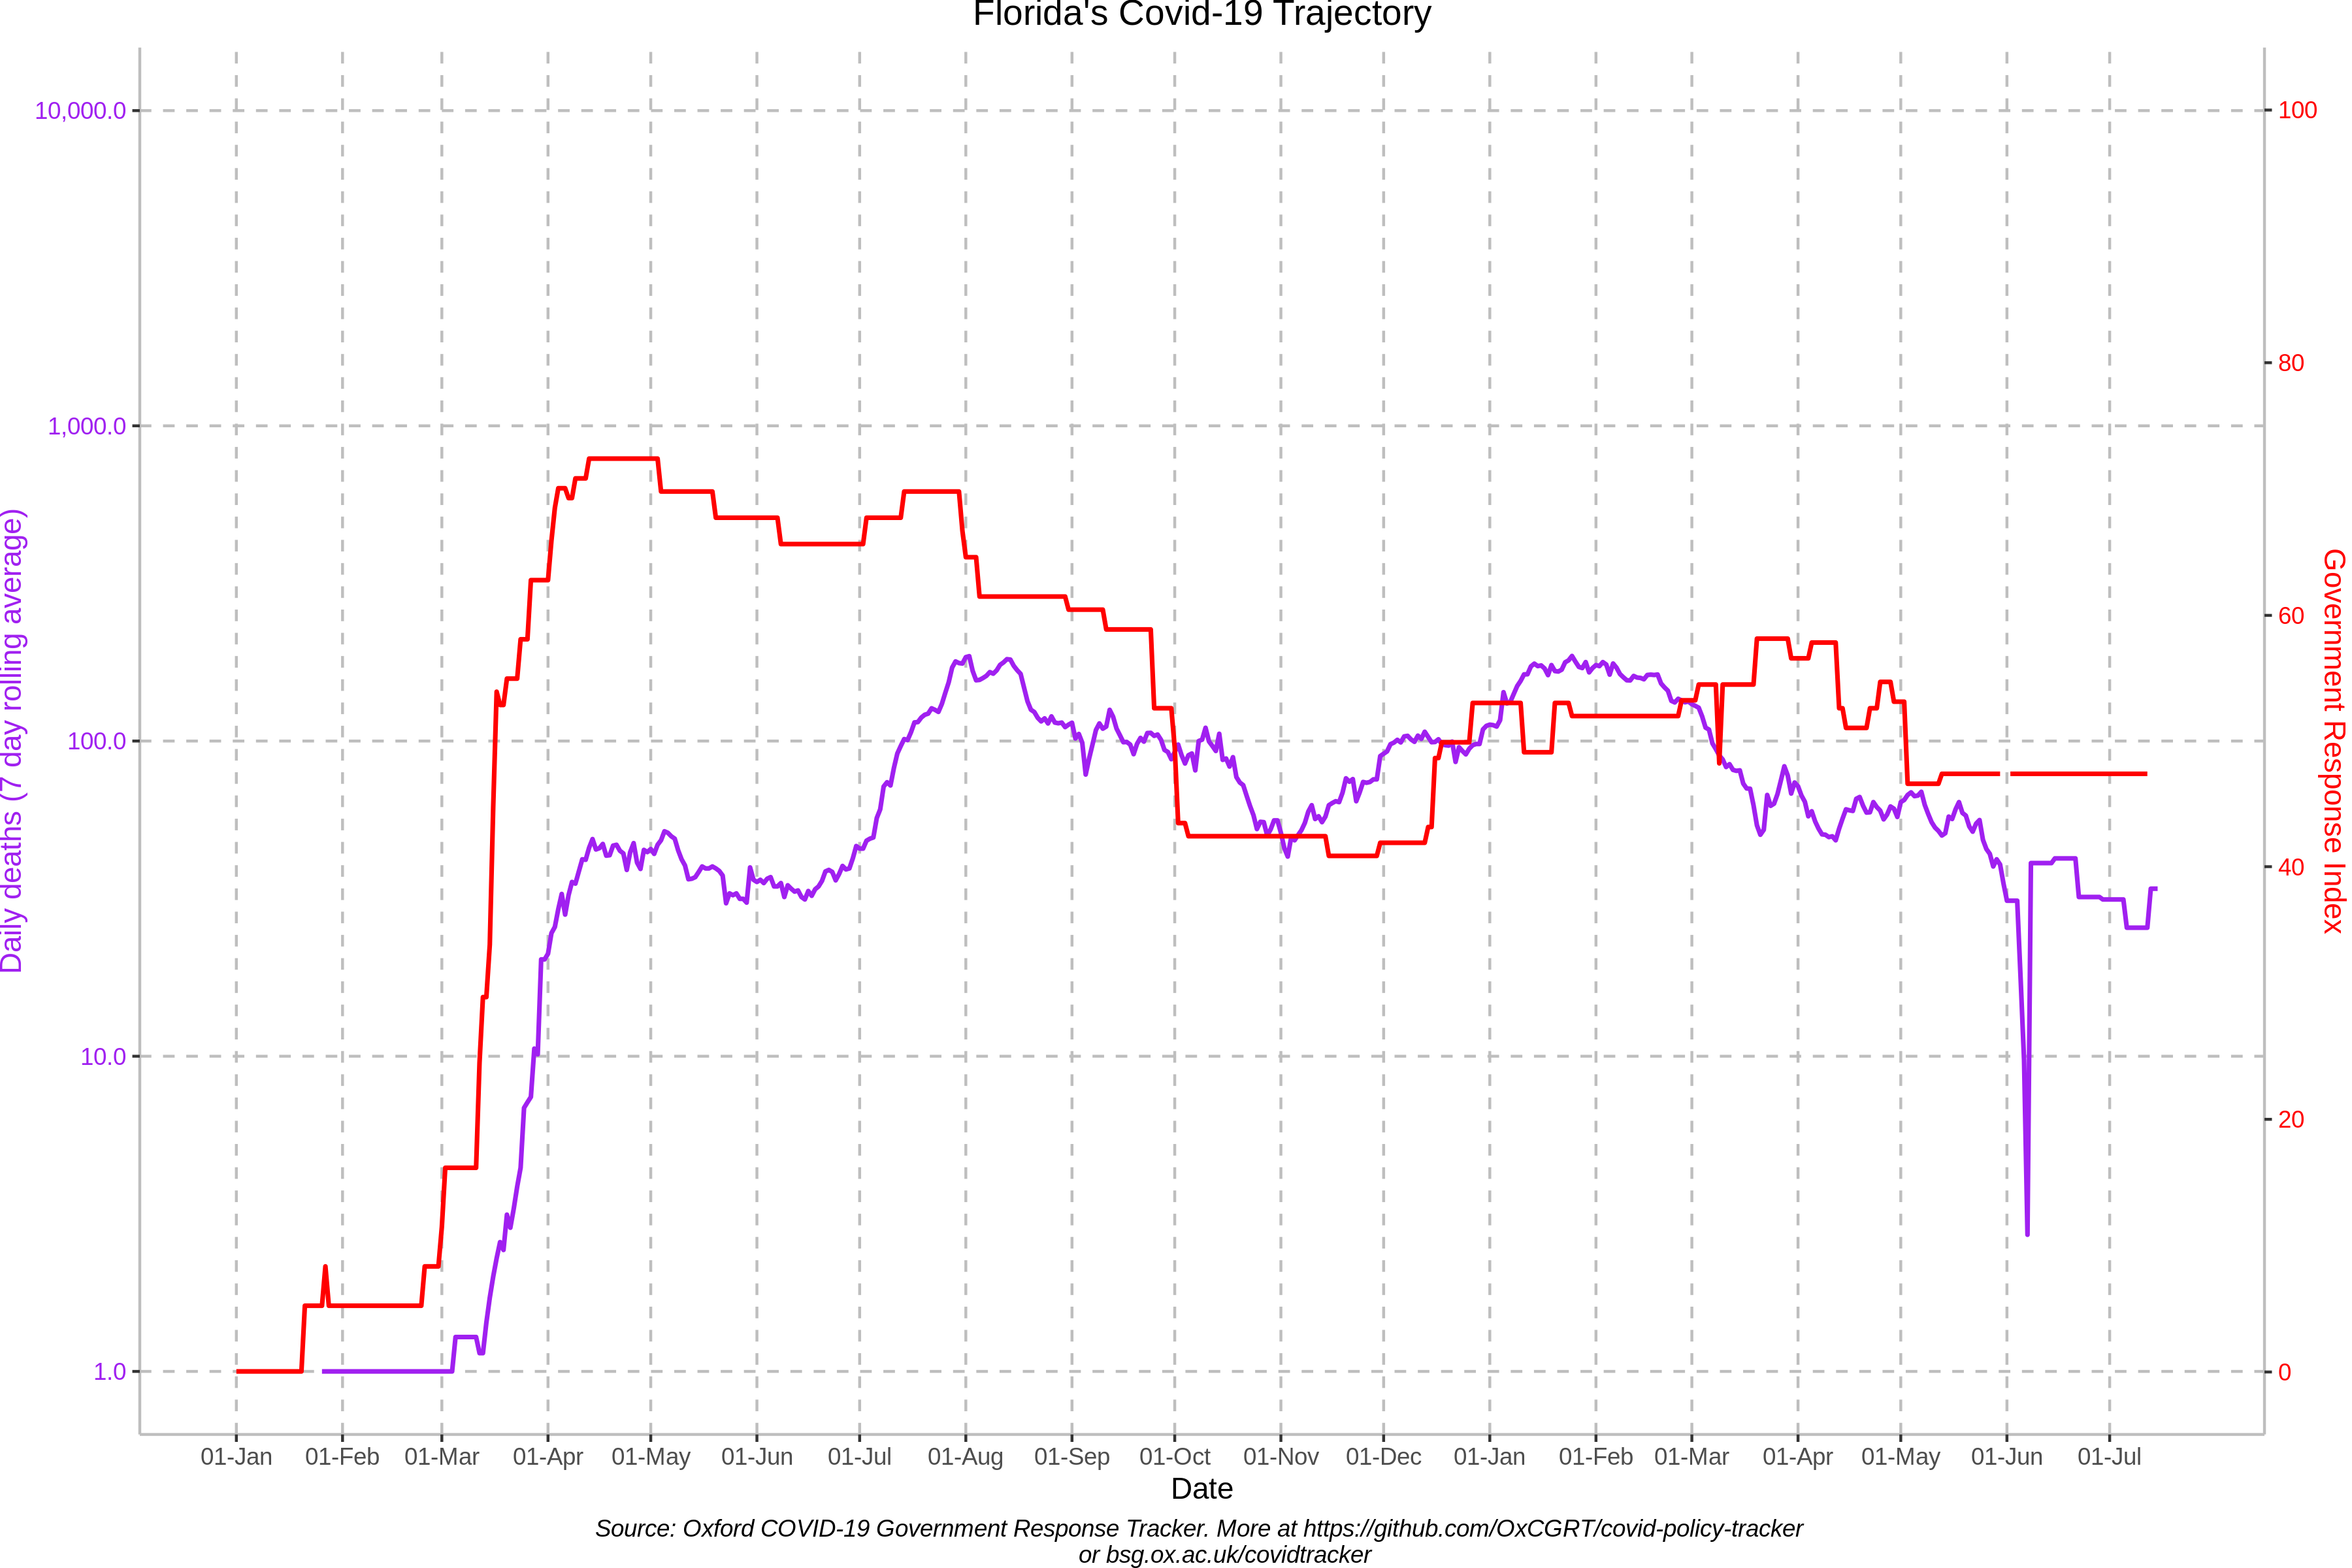 Florida's Covid-19 Trajectory
10,000.0
1,000.0
100.0
10.0
1.0
Daily deaths (7 day rolling average)
100
80
60
40
20
0
Government Response Index
01-Jan 01-Feb 01-Mar 01-Apr 01-May 01-Jun 01-Jul 01-Aug 01-Sep 01-Oct 01-Nov 01-Dec 01-Jan 01-Feb 01-Mar 01-Apr 01-May 01-Jun 01-Jul
Date
Source: Oxford COVID-19 Government Response Tracker. More at https://github.com/OxCGRT/covid-policy-tracker
or bsg.ox.ac.uk/covidtracker